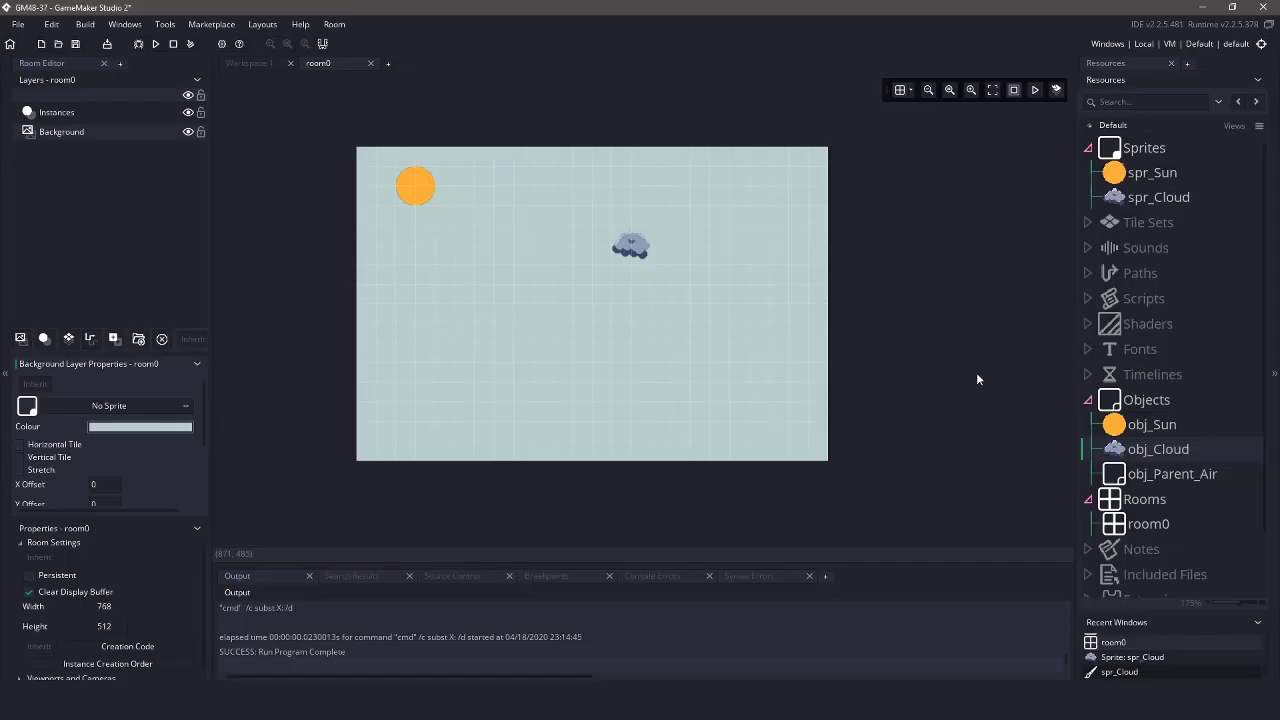 GM48-37 - GameMaker Studio 2*
File Edit Build Windows Tools Marketplace Layouts Help Room
IDE v2.2.5.481 Runtime v2.2.5.378
Windows | Local | VM | Default | default
Room Editor
Workspace 1
room0
Resources
Layers - room0
Resources
Search...
Instances
Background
Default
Views
Sprites
spr_Sun
spr_Cloud
Tile Sets
Sounds
Paths
Scripts
Shaders
Fonts
Timelines
Objects
obj_Sun
obj_Cloud
obj_Parent_Air
Rooms
room0
Notes
Included Files
175%
Recent Windows
room0
Sprite: spr_Cloud
spr_Cloud
Inherit
Background Layer Properties - room0
Inherit
No Sprite
Colour
Horizontal Tile
Vertical Tile
Stretch
X Offset 0
Y Offset 0
Properties - room0
Room Settings
Inherit
Persistent
Clear Display Buffer
Width 768
Height 512
Inherit Creation Code
Instance Creation Order
Viewports and Cameras
(871, 485)
Output Search Results Source Control Breakpoints Compile Errors Syntax Errors
Output
"cmd" /c subst X: /d
elapsed time 00:00:00.0230013s for command "cmd" /c subst X: /d started at 04/18/2020 23:14:45
SUCCESS: Run Program Complete